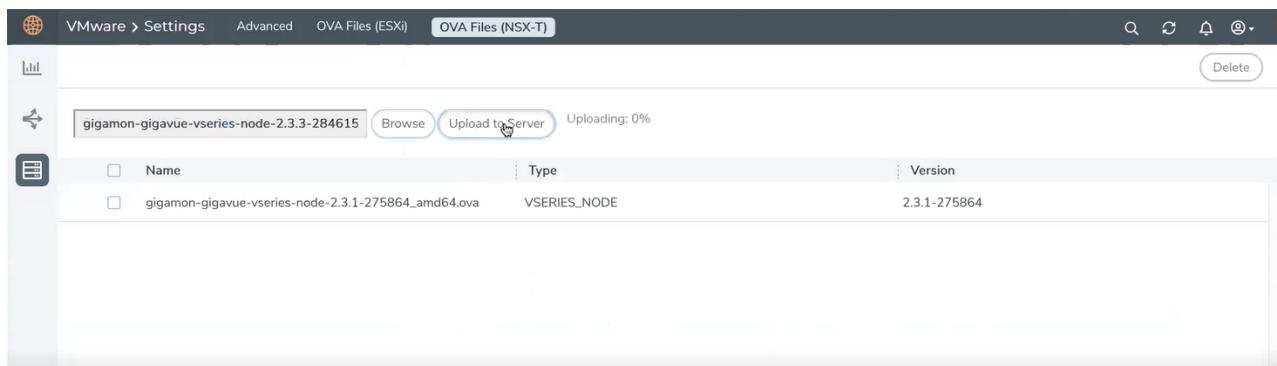 VMware > Settings Advanced OVA Files (ESXi) OVA Files (NSX-T)
Delete
gigamon-gigavue-vseries-node-2.3.3-284615 Browse Upload to Server Uploading: 0%
Name Type Version
gigamon-gigavue-vseries-node-2.3.1-275864_amd64.ova VSERIES_NODE 2.3.1-275864